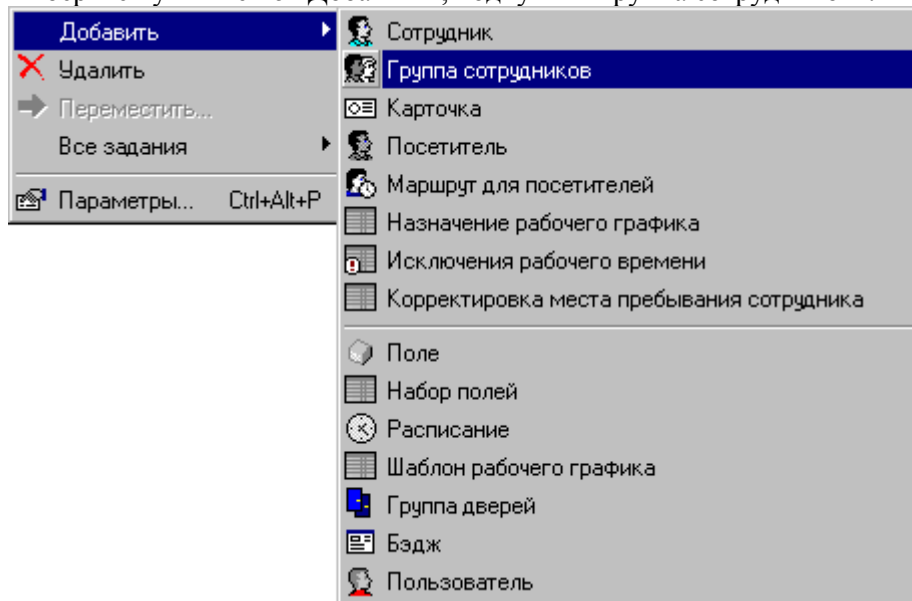 Добавить
Удалить
Переместить...
Все задания
Параметры... Ctrl+Alt+P
Сотрудник
Группа сотрудников
Карточка
Посетитель
Маршрут для посетителей
Назначение рабочего графика
Исключения рабочего времени
Корректировка места пребывания сотрудника
Поле
Набор полей
Расписание
Шаблон рабочего графика
Группа дверей
Бэдж
Пользователь